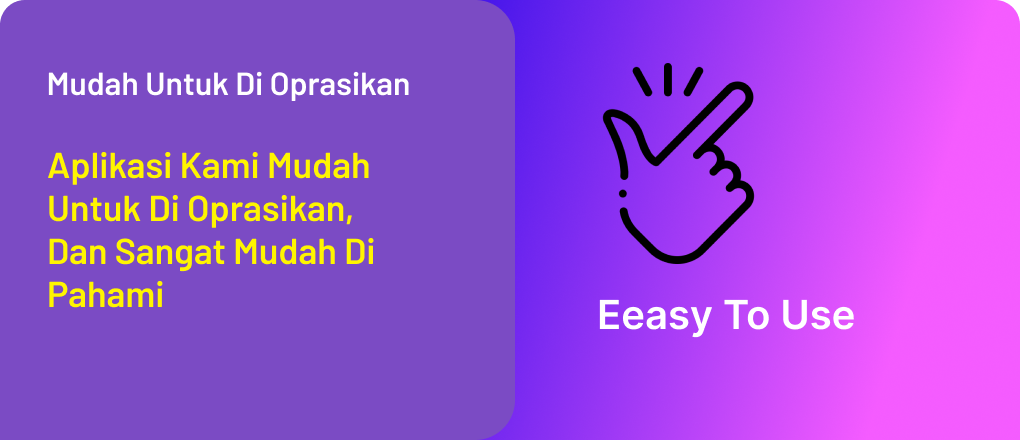 Mudah Untuk Di Oprasikan
Aplikasi Kami Mudah
Untuk Di Oprasikan,
Dan Sangat Mudah Di
Pahami
Eeasy To Use